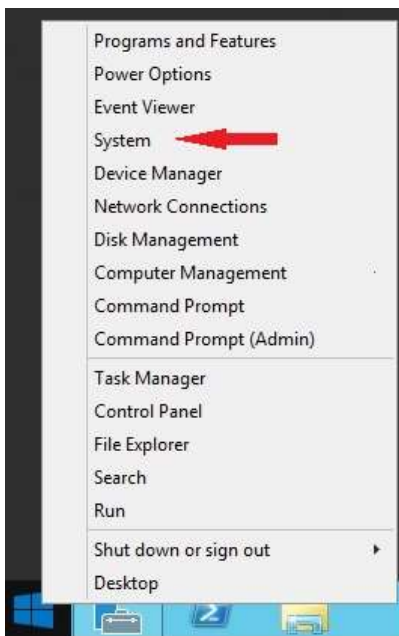 Programs and Features
Power Options
Event Viewer
System
Device Manager
Network Connections
Disk Management
Computer Management
Command Prompt
Command Prompt (Admin)
Task Manager
Control Panel
File Explorer
Search
Run
Shut down or sign out
Desktop